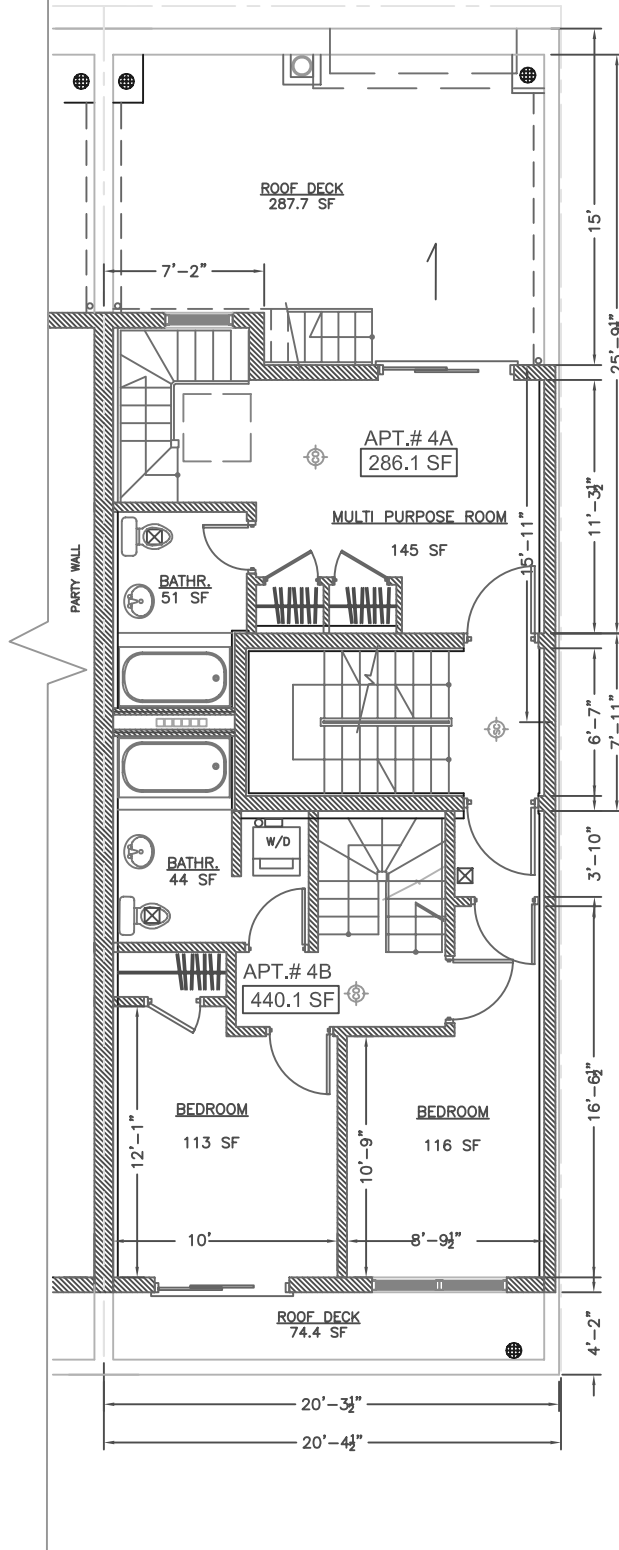 ROOF DECK
287.7 SF
7'-2"
15'
25'-9½"
APT.# 4A
286.1 SF
MULTI PURPOSE ROOM
145 SF
15'-11"
11'-3½"
PARTY WALL
BATHR.
51 SF
6'-7"
7'-11"
SC
W/D
BATHR.
44 SF
3'-10"
APT.# 4B
440.1 SF
BEDROOM
113 SF
BEDROOM
116 SF
12'-1"
10'-9"
16'-6½"
10'
8'-9½"
ROOF DECK
74.4 SF
4'-2"
20'-3½"
20'-4½"